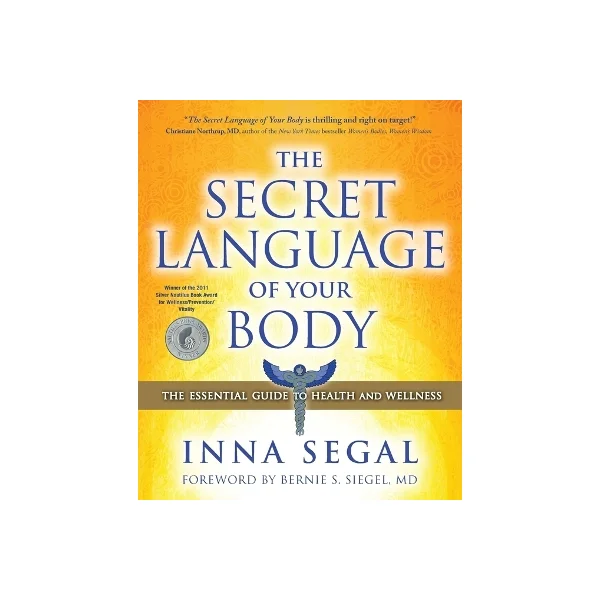 "The Secret Language of Your Body is thrilling and right on target!"
Christiane Northrup, MD, author of the New York Times bestseller Women's Bodies, Women's Wisdom
THE
SECRET
LANGUAGE
OF YOUR
BODY
Winner of the 2011
Silver Nautilus Book Award
for Wellness/Prevention/
Vitality
THE ESSENTIAL GUIDE TO HEALTH AND WELLNESS
INNA SEGAL
FOREWORD BY BERNIE S. SIEGEL, MD